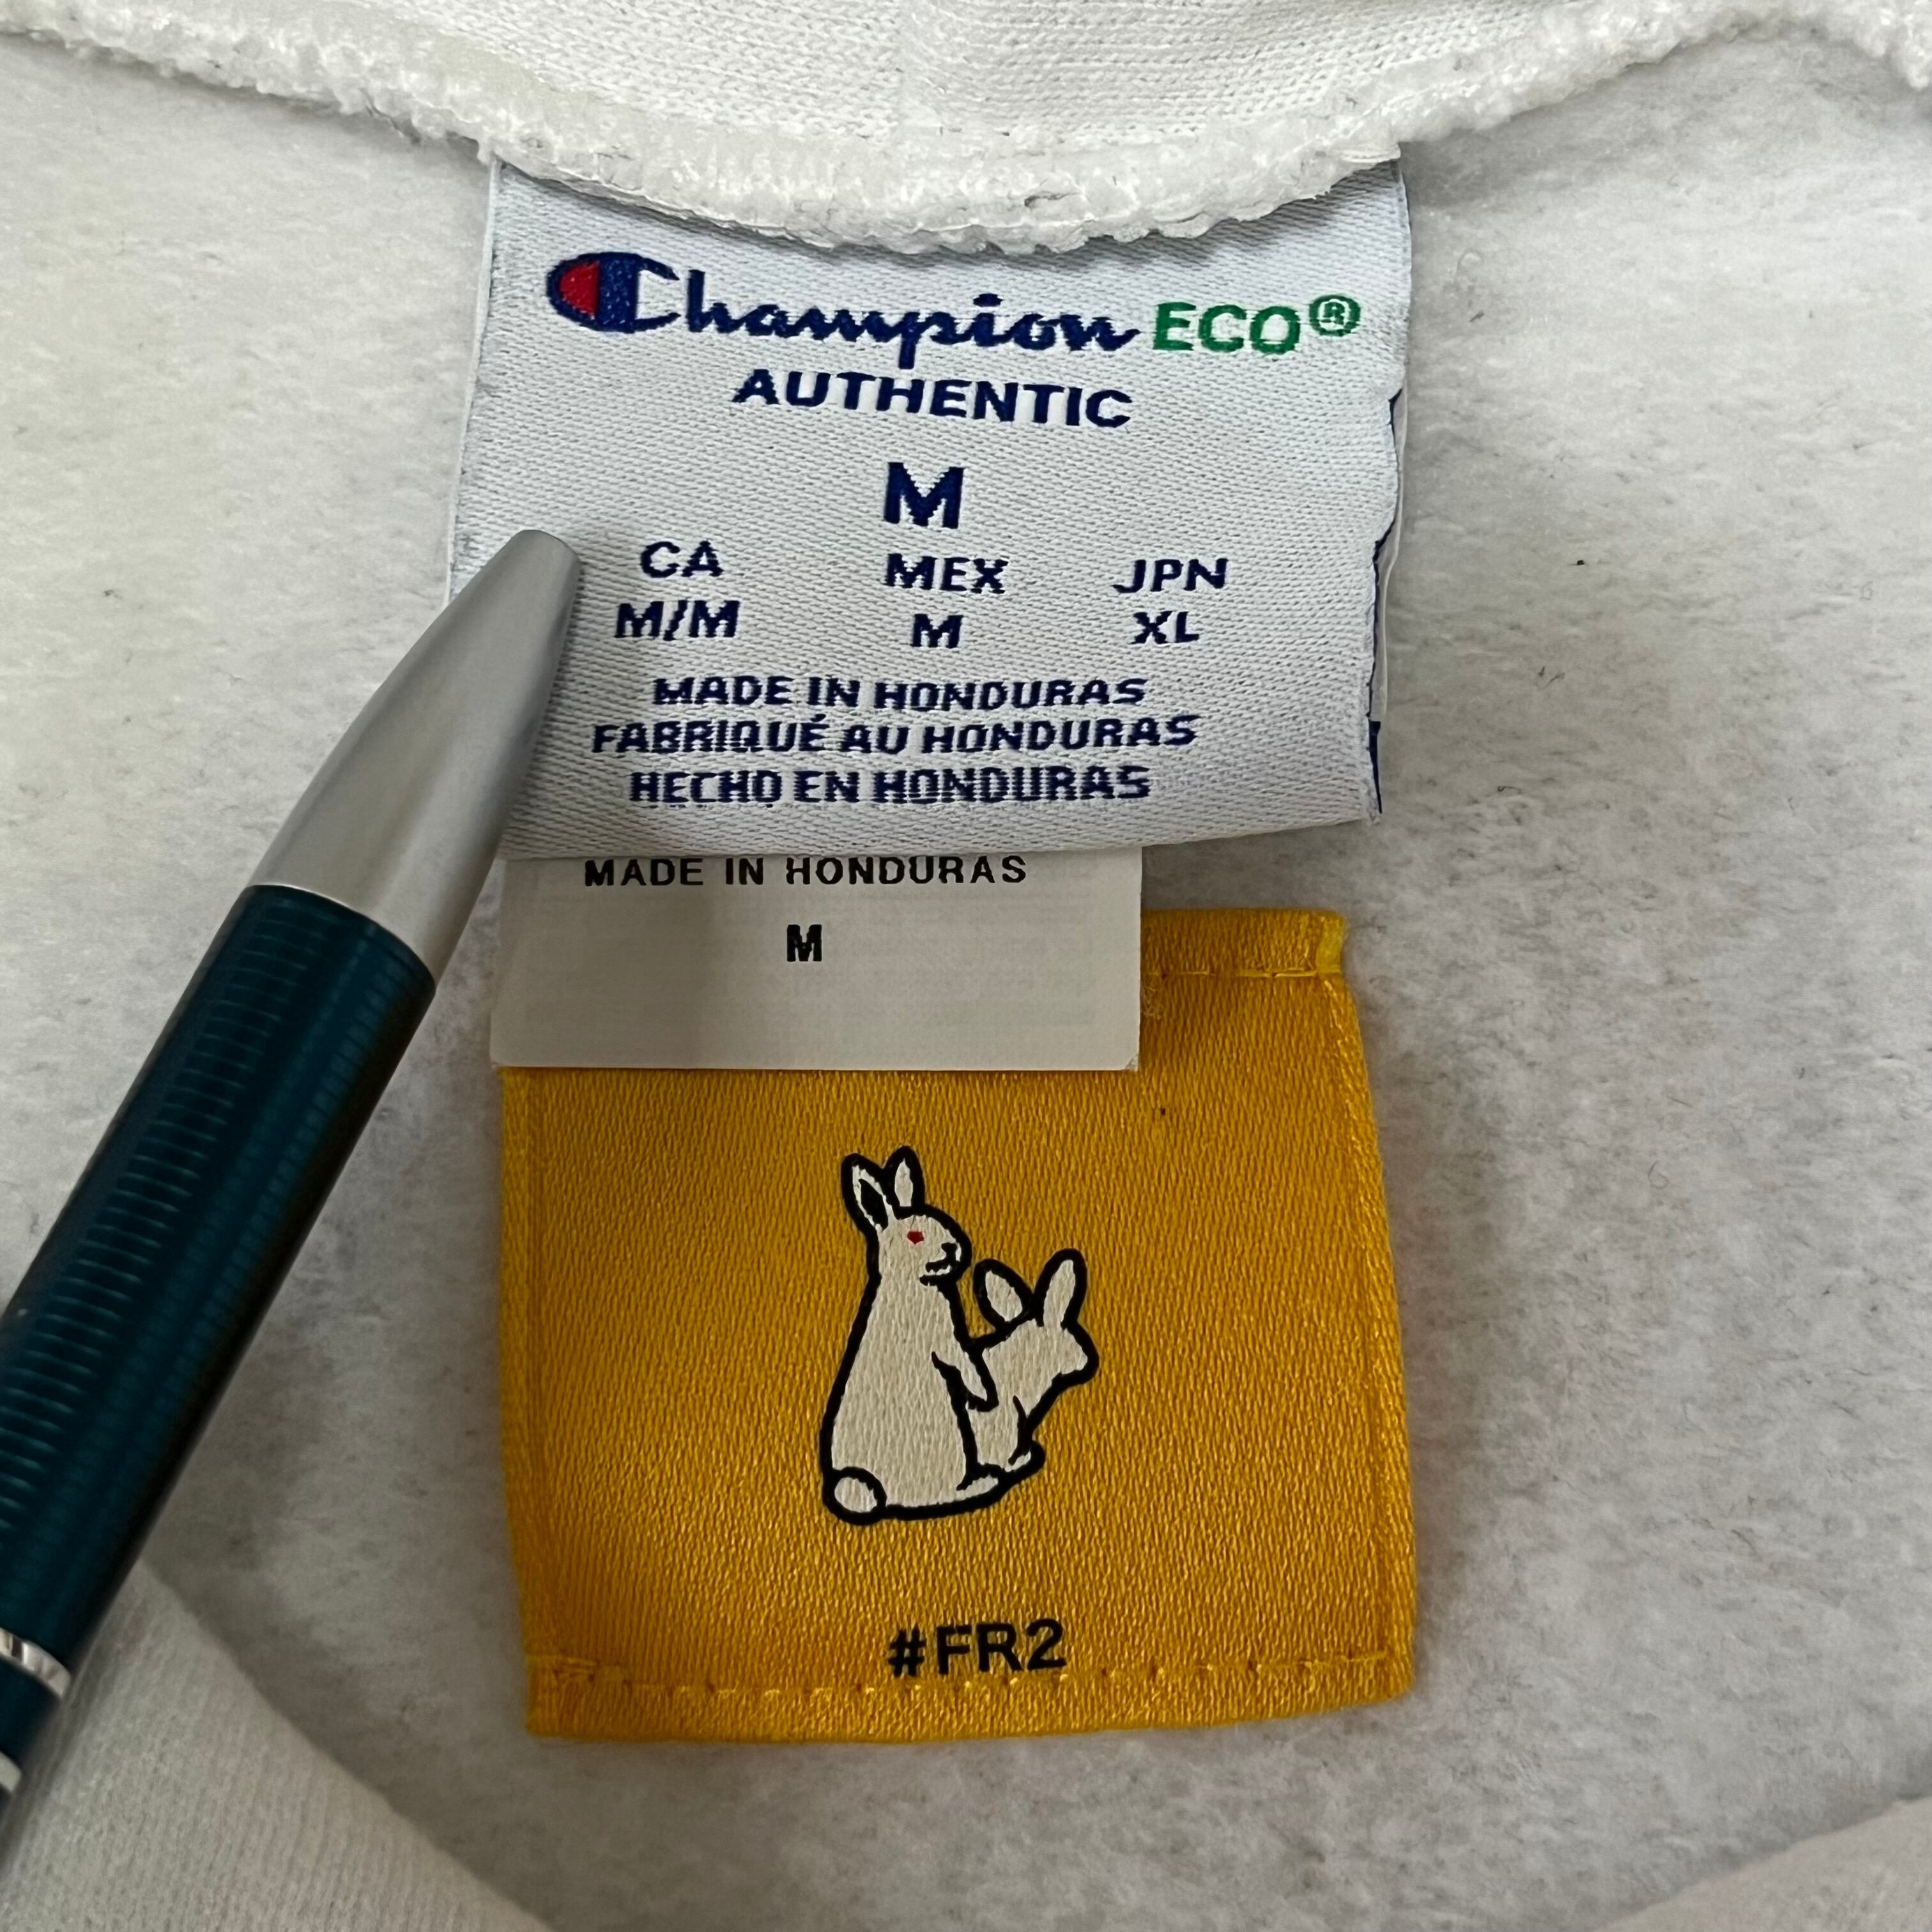 Champion ECO®
AUTHENTIC
M
CA MEX JPN
M/M M XL
MADE IN HONDURAS
FABRIQUÉ AU HONDURAS
HECHO EN HONDURAS
MADE IN HONDURAS
M
#FR2